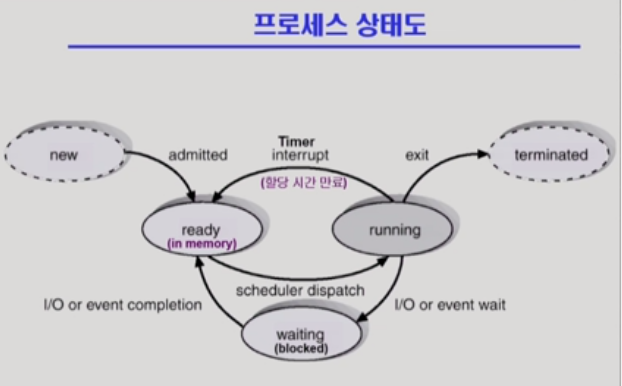 프로세스 상태도
new
admitted
Timer
interrupt
(할당 시간 만료)
exit
terminated
ready
(in memory)
running
scheduler dispatch
I/O or event completion
I/O or event wait
waiting
(blocked)